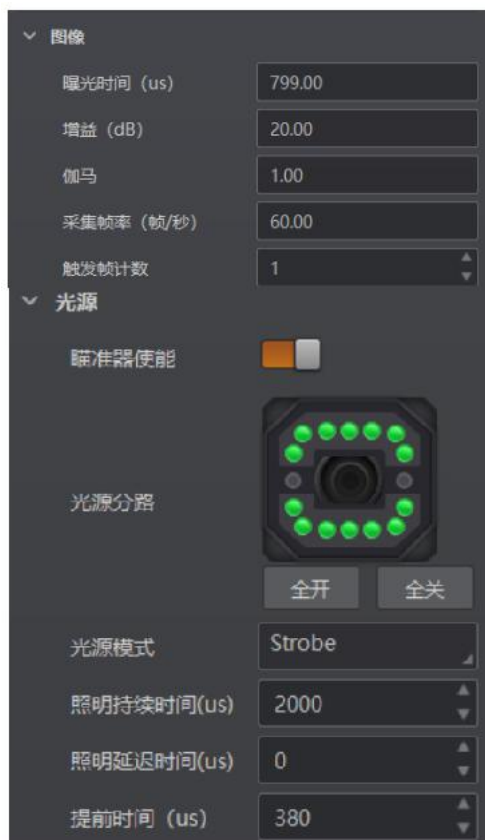 图像
曝光时间（us） 799.00
增益（dB） 20.00
伽马 1.00
采集帧率（帧/秒） 60.00
触发帧计数 1
光源
瞄准器使能
光源分路
全开 全关
光源模式 Strobe
照明持续时间(us) 2000
照明延迟时间(us) 0
提前时间（us） 380